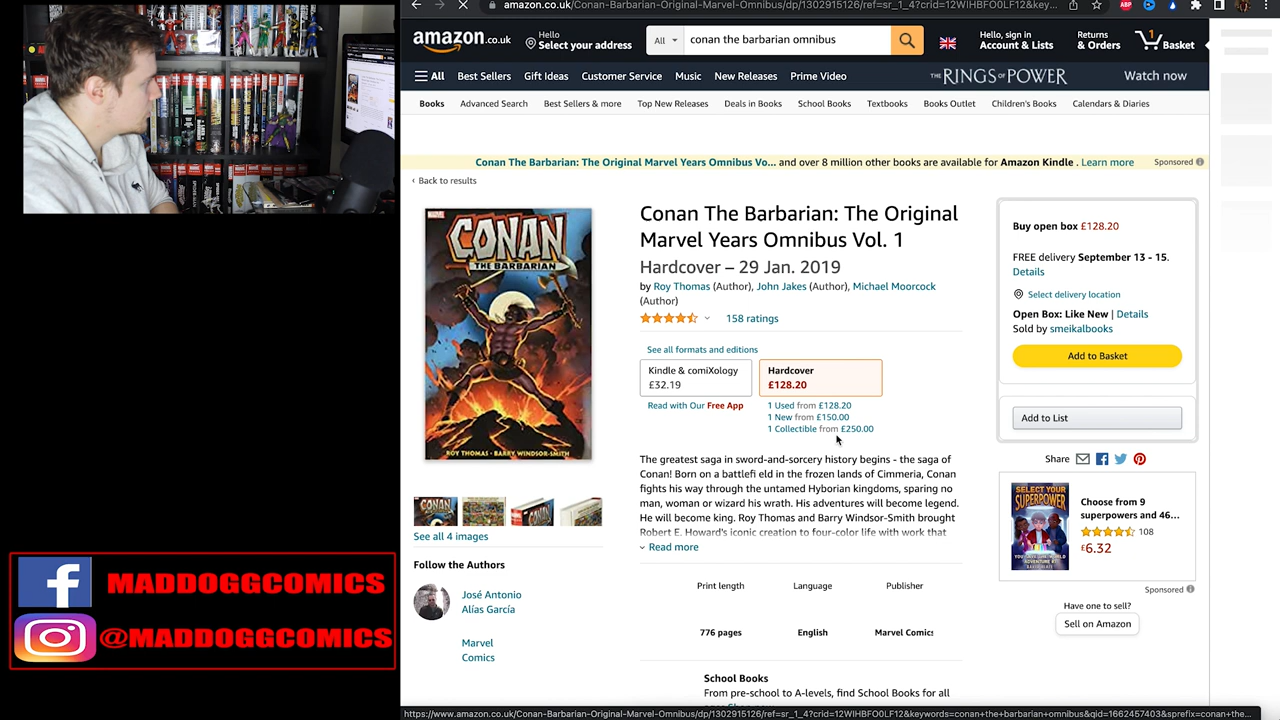 amazon.co.uk/Conan-Barbarian-Original-Marvel-Omnibus/dp/1302915126/ref=sr_1_4?crid=12WIHBFO0LF12&key...
amazon.co.uk
Hello
Select your address
All
conan the barbarian omnibus
Hello, sign in
Account & Lists
Returns
& Orders
1
Basket
All
Best Sellers
Gift Ideas
Customer Service
Music
New Releases
Prime Video
THE RINGS OF POWER
Watch now
Books
Advanced Search
Best Sellers & more
Top New Releases
Deals in Books
School Books
Textbooks
Books Outlet
Children's Books
Calendars & Diaries
Conan The Barbarian: The Original Marvel Years Omnibus Vo... and over 8 million other books are available for Amazon Kindle . Learn more
Sponsored
‹ Back to results
MARVEL
CONAN
THE BARBARIAN
ROY THOMAS • BARRY WINDSOR-SMITH
See all 4 images
Follow the Authors
José Antonio
Alías García
Marvel
Comics
Conan The Barbarian: The Original
Marvel Years Omnibus Vol. 1
Hardcover – 29 Jan. 2019
by Roy Thomas (Author), John Jakes (Author), Michael Moorcock
(Author)
158 ratings
See all formats and editions
Kindle & comiXology
£32.19
Hardcover
£128.20
Read with Our Free App
1 Used from £128.20
1 New from £150.00
1 Collectible from £250.00
The greatest saga in sword-and-sorcery history begins - the saga of
Conan! Born on a battlefi eld in the frozen lands of Cimmeria, Conan
fights his way through the untamed Hyborian kingdoms, sparing no
man, woman or wizard his wrath. His adventures will become legend.
He will become king. Roy Thomas and Barry Windsor-Smith brought
Robert E. Howard's iconic creation to four-color life with work that
Read more
Print length
Language
Publisher
776 pages
English
Marvel Comics
School Books
From pre-school to A-levels, find School Books for all
Buy open box £128.20
FREE delivery September 13 - 15.
Details
Select delivery location
Open Box: Like New | Details
Sold by smeikalbooks
Add to Basket
Add to List
Share
SELECT YOUR
SUPERPOWER
Choose from 9
superpowers and 46...
108
£6.32
Sponsored
Have one to sell?
Sell on Amazon
f MADDOGGCOMICS
@MADDOGGCOMICS
https://www.amazon.co.uk/Conan-Barbarian-Original-Marvel-Omnibus/dp/1302915126/ref=sr_1_4?crid=12WIHBFO0LF12&keywords=conan+the+barbarian+omnibus&qid=1662457403&sprefix=conan+the...